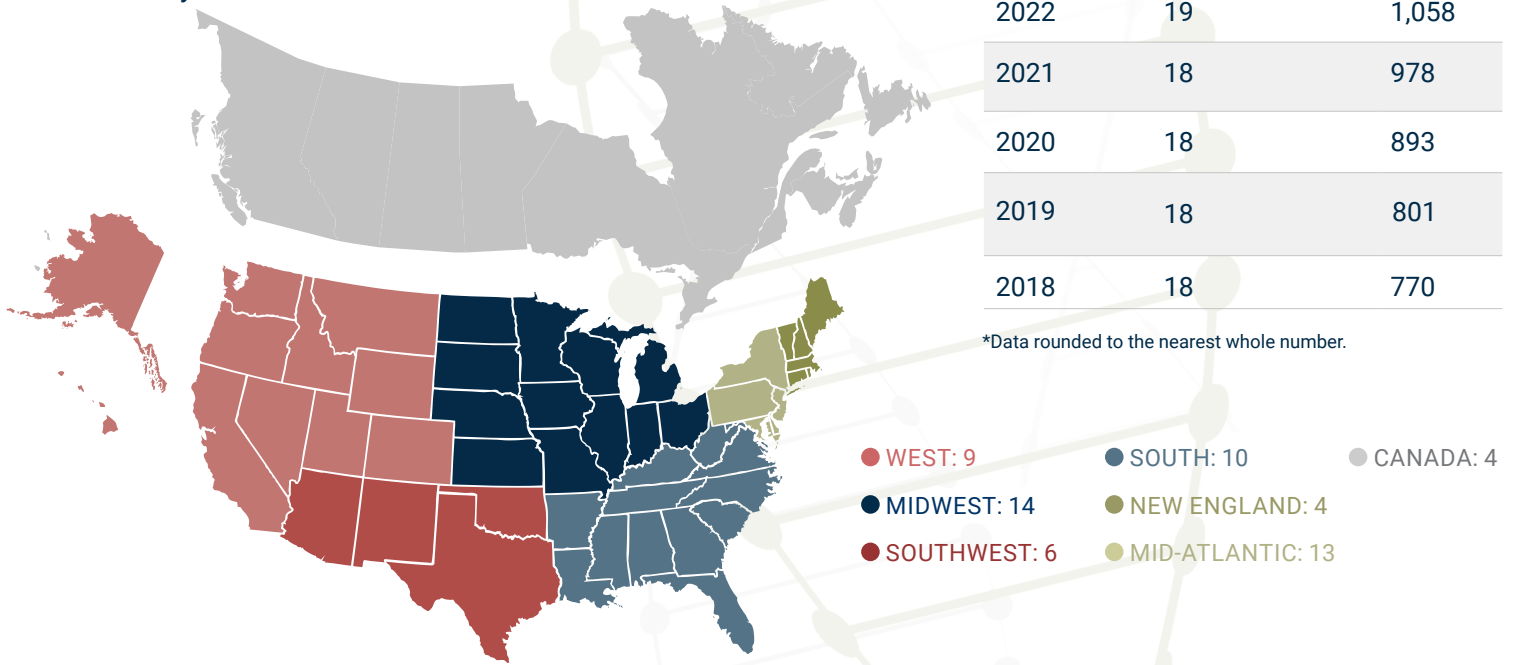 2022 19 1,058
2021 18 978
2020 18 893
2019 18 801
2018 18 770
*Data rounded to the nearest whole number.
WEST: 9 SOUTH: 10 CANADA: 4
MIDWEST: 14 NEW ENGLAND: 4
SOUTHWEST: 6 MID-ATLANTIC: 13